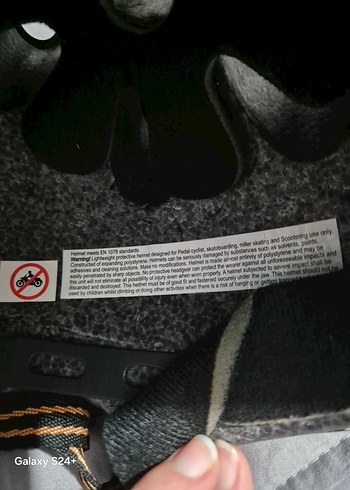 Helmet meets EN 1078 standards.
Warning! Lightweight protective helmet designed for Pedal cyclist, skateboarding, roller skating and Scootering use only.
Constructed of expanding polystyrene. Helmets can be seriously damaged by substances such as solvents, paints,
adhesives and cleaning solutions. Make no modifications. Helmet is made almost entirely of polystyrene and may be
easily penetrated by sharp objects. No protective headgear can protect the wearer against all unforeseeable impacts and
this unit will not eliminate all possibility of injury even when worn properly. A helmet subjected to severe impact shall be
discarded and destroyed. This helmet must be of good fit and fastened securely under the jaw. This helmet should not be
used by children whilst climbing or doing other activities when there is a risk of hanging or getting
Galaxy S24+